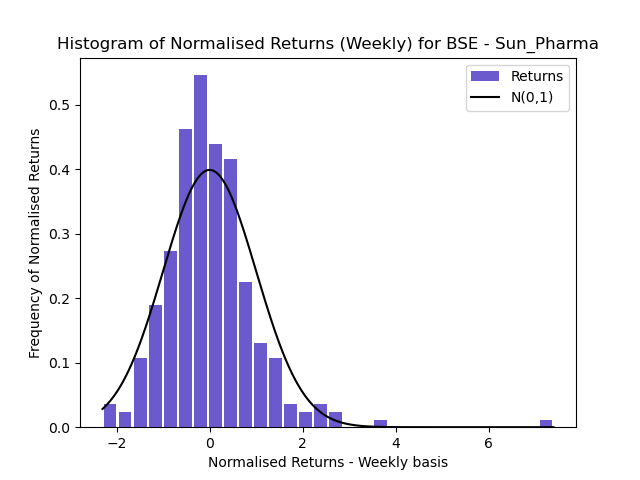 Histogram of Normalised Returns (Weekly) for BSE - Sun_Pharma
Returns
N(0,1)
Frequency of Normalised Returns
0.5
0.4
0.3
0.2
0.1
0.0
−2
0
2
4
6
Normalised Returns - Weekly basis